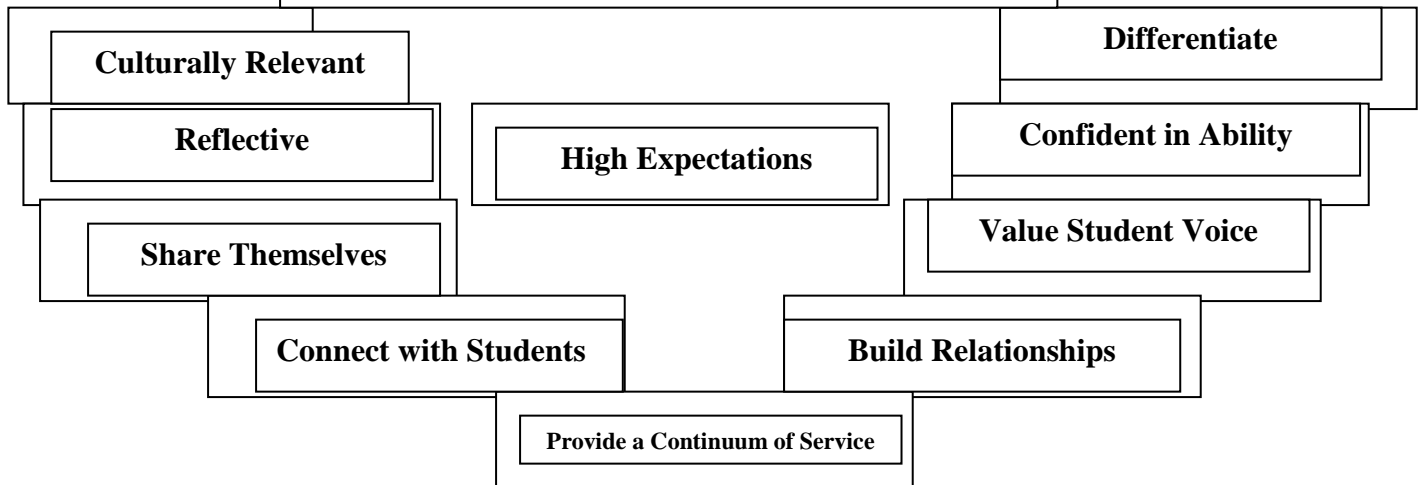 Differentiate
Culturally Relevant
Confident in Ability
Reflective
High Expectations
Value Student Voice
Share Themselves
Connect with Students
Build Relationships
Provide a Continuum of Service